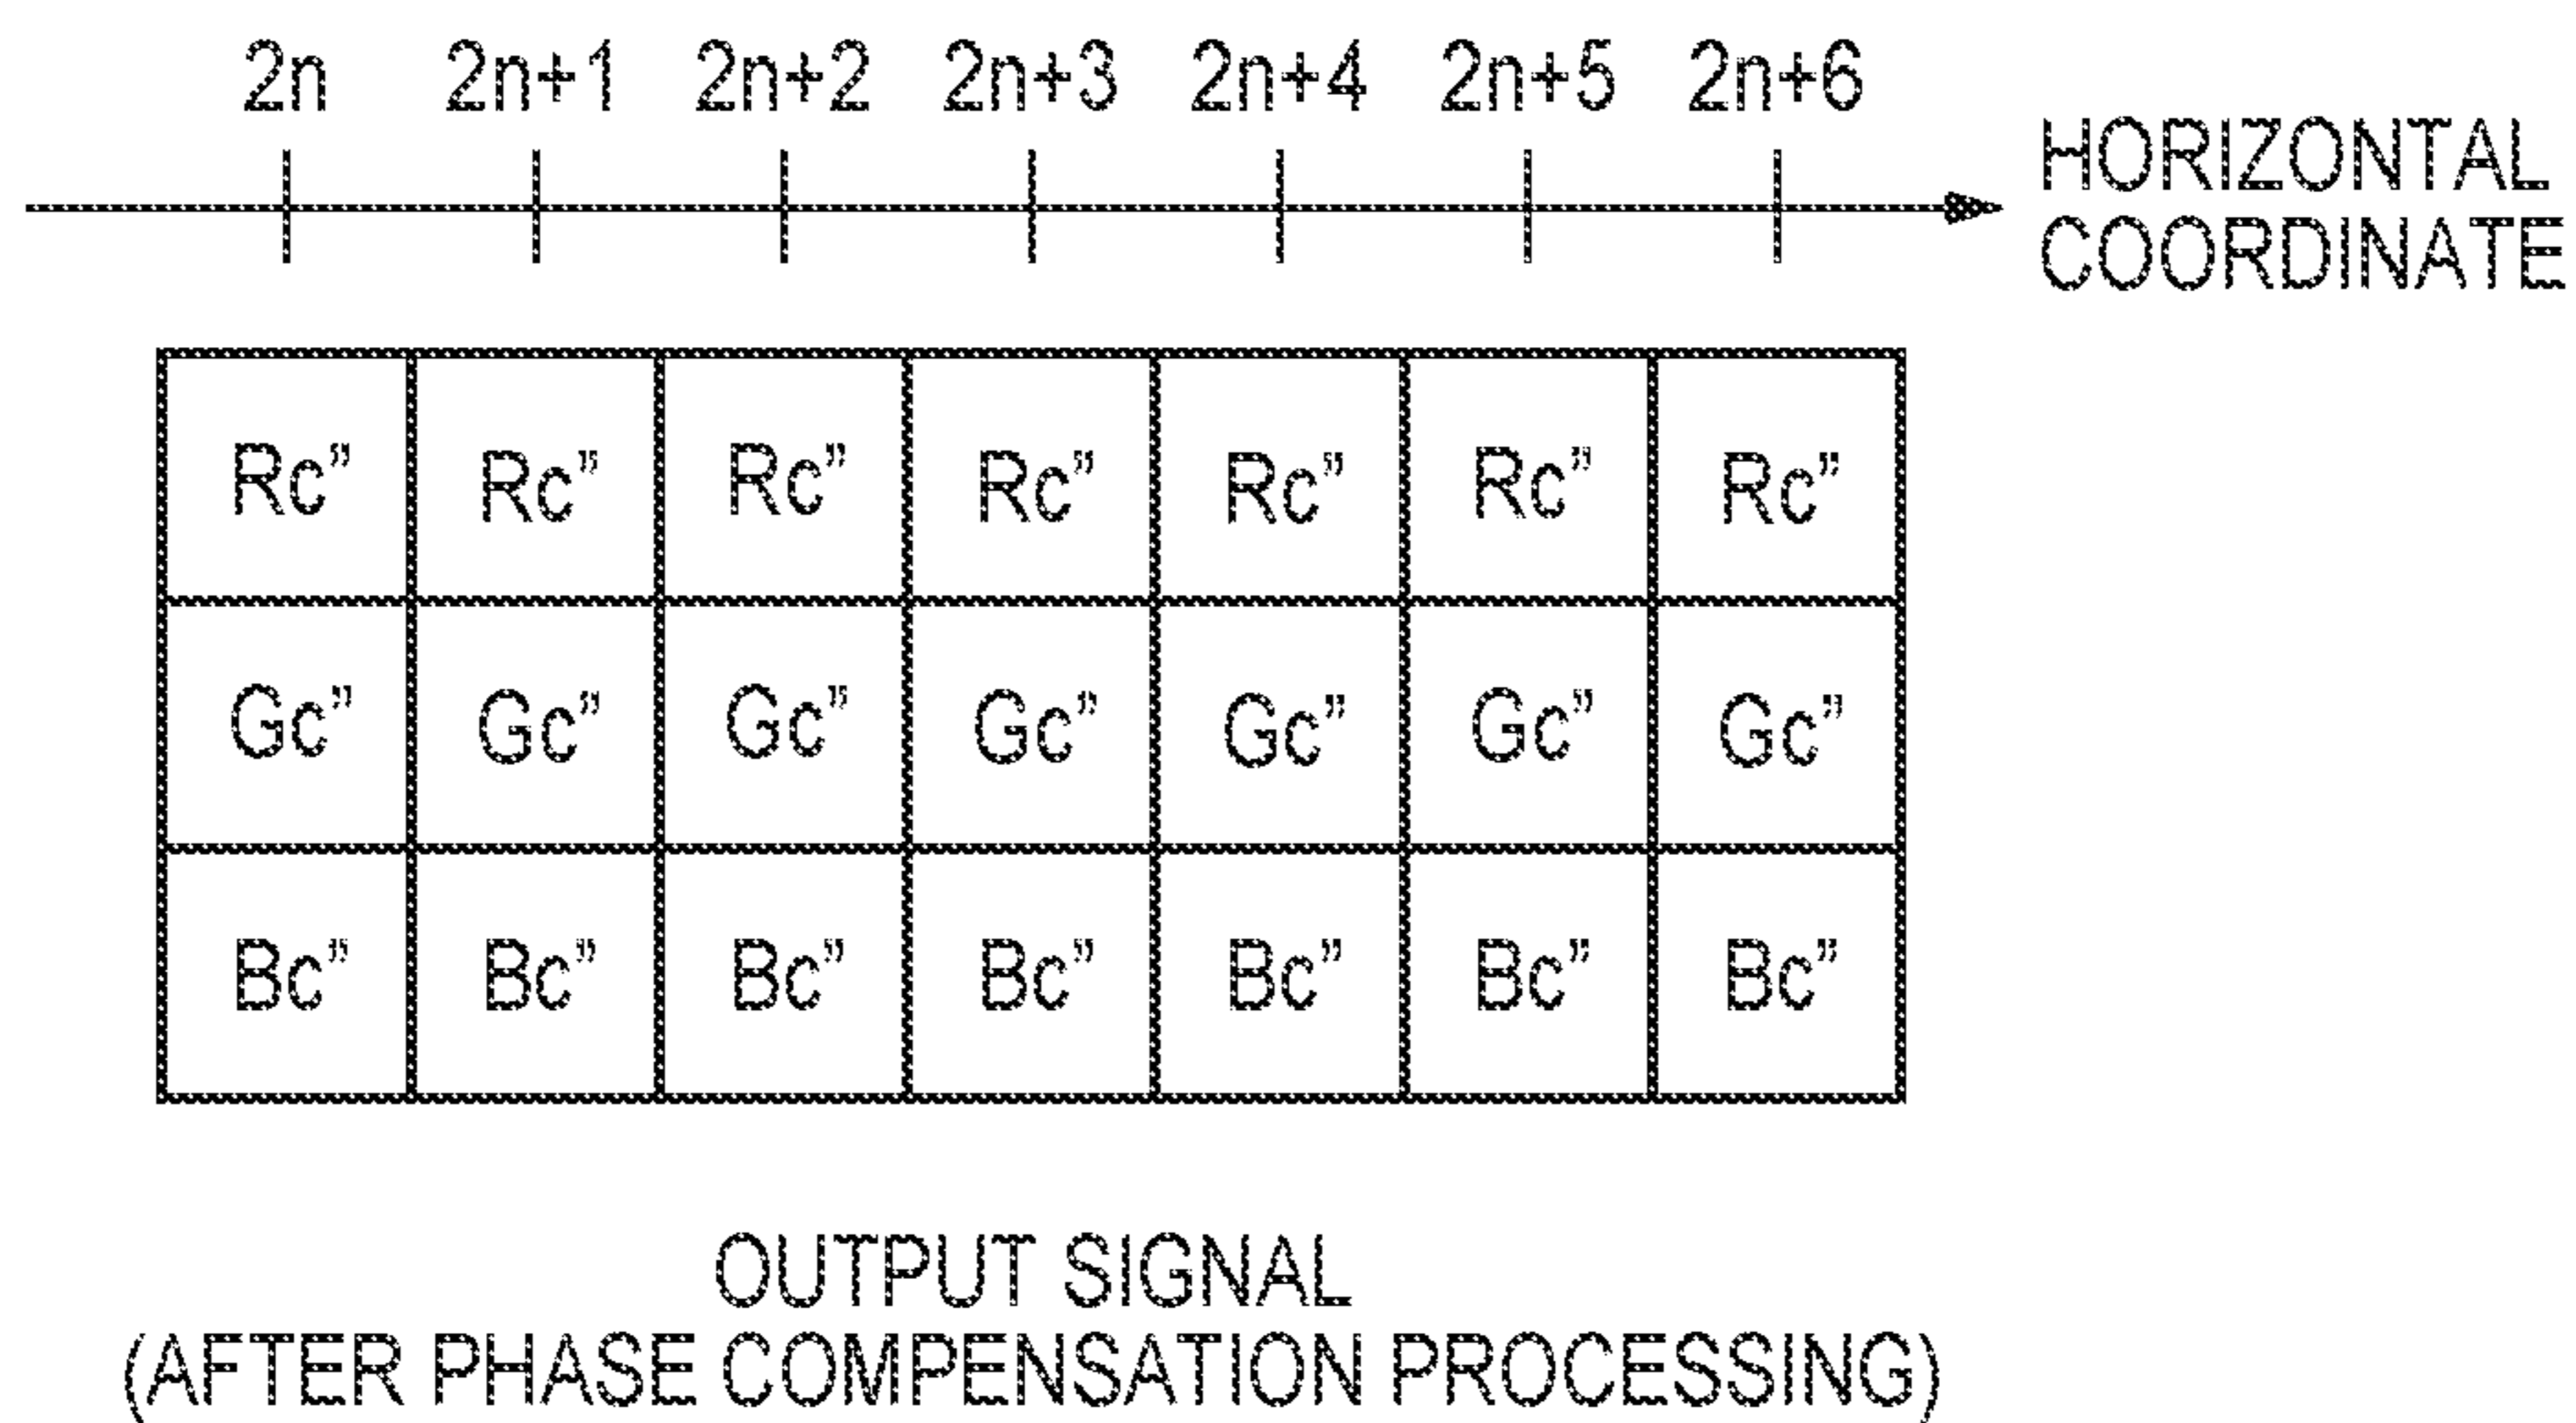 2n 2n+1 2n+2 2n+3 2n+4 2n+5 2n+6
HORIZONTAL
COORDINATE
Rc” Rc” Rc” Rc” Rc” Rc” Rc”
Gc” Gc” Gc” Gc” Gc” Gc” Gc”
Bc” Bc” Bc” Bc” Bc” Bc” Bc”
OUTPUT SIGNAL
(AFTER PHASE COMPENSATION PROCESSING)